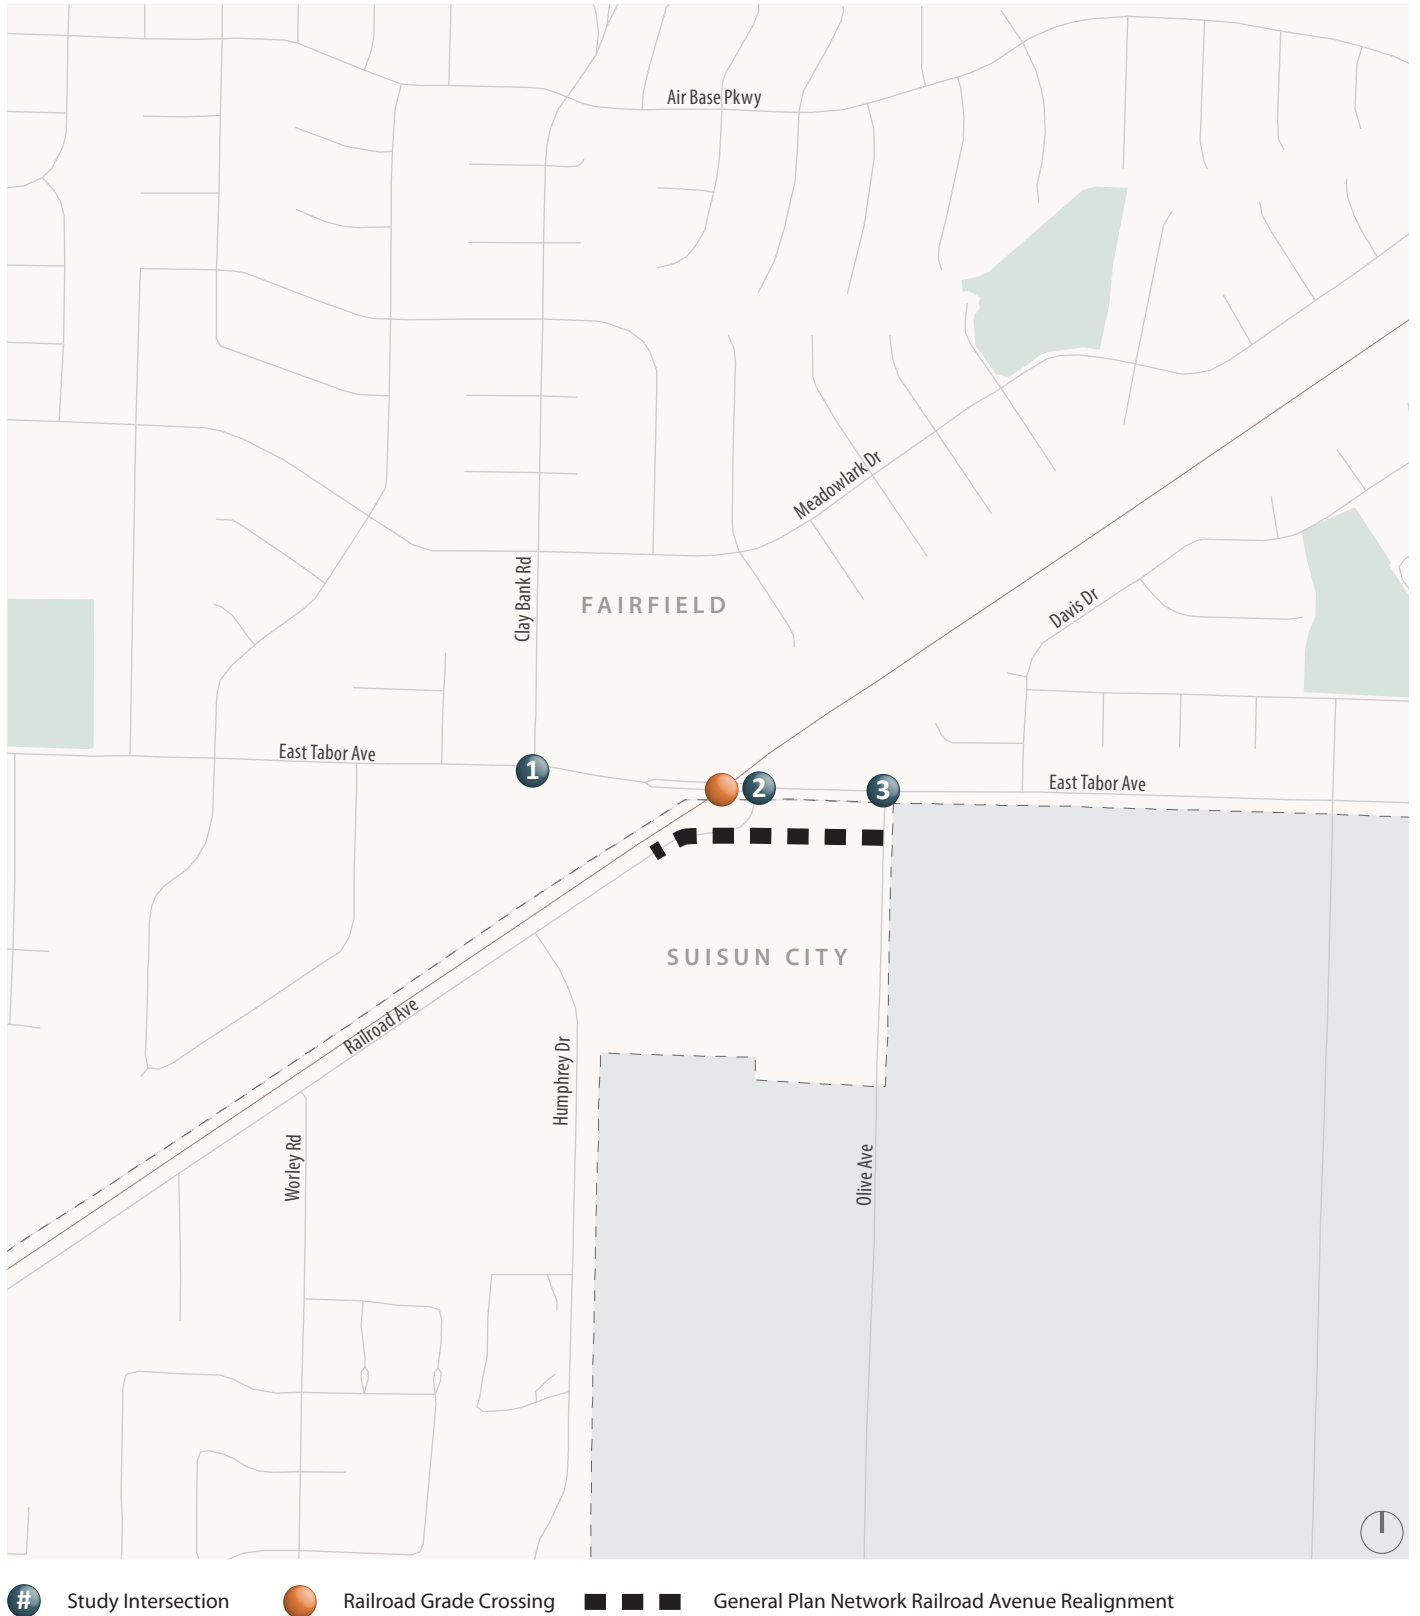 Air Base Pkwy
Meadowlark Dr
Clay Bank Rd
FAIRFIELD
Davis Dr
East Tabor Ave
1
2
3
East Tabor Ave
SUISUN CITY
Railroad Ave
Humphrey Dr
Worley Rd
Olive Ave
# Study Intersection Railroad Grade Crossing General Plan Network Railroad Avenue Realignment